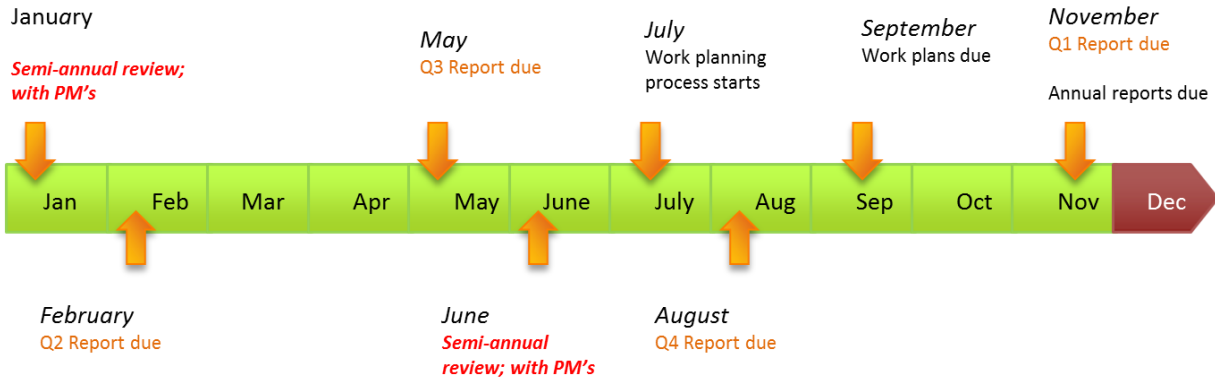 January
Semi-annual review;
with PM's
May
Q3 Report due
July
Work planning
process starts
September
Work plans due
November
Q1 Report due
Annual reports due
Jan
Feb
Mar
Apr
May
June
July
Aug
Sep
Oct
Nov
Dec
February
Q2 Report due
June
Semi-annual
review; with PM's
August
Q4 Report due